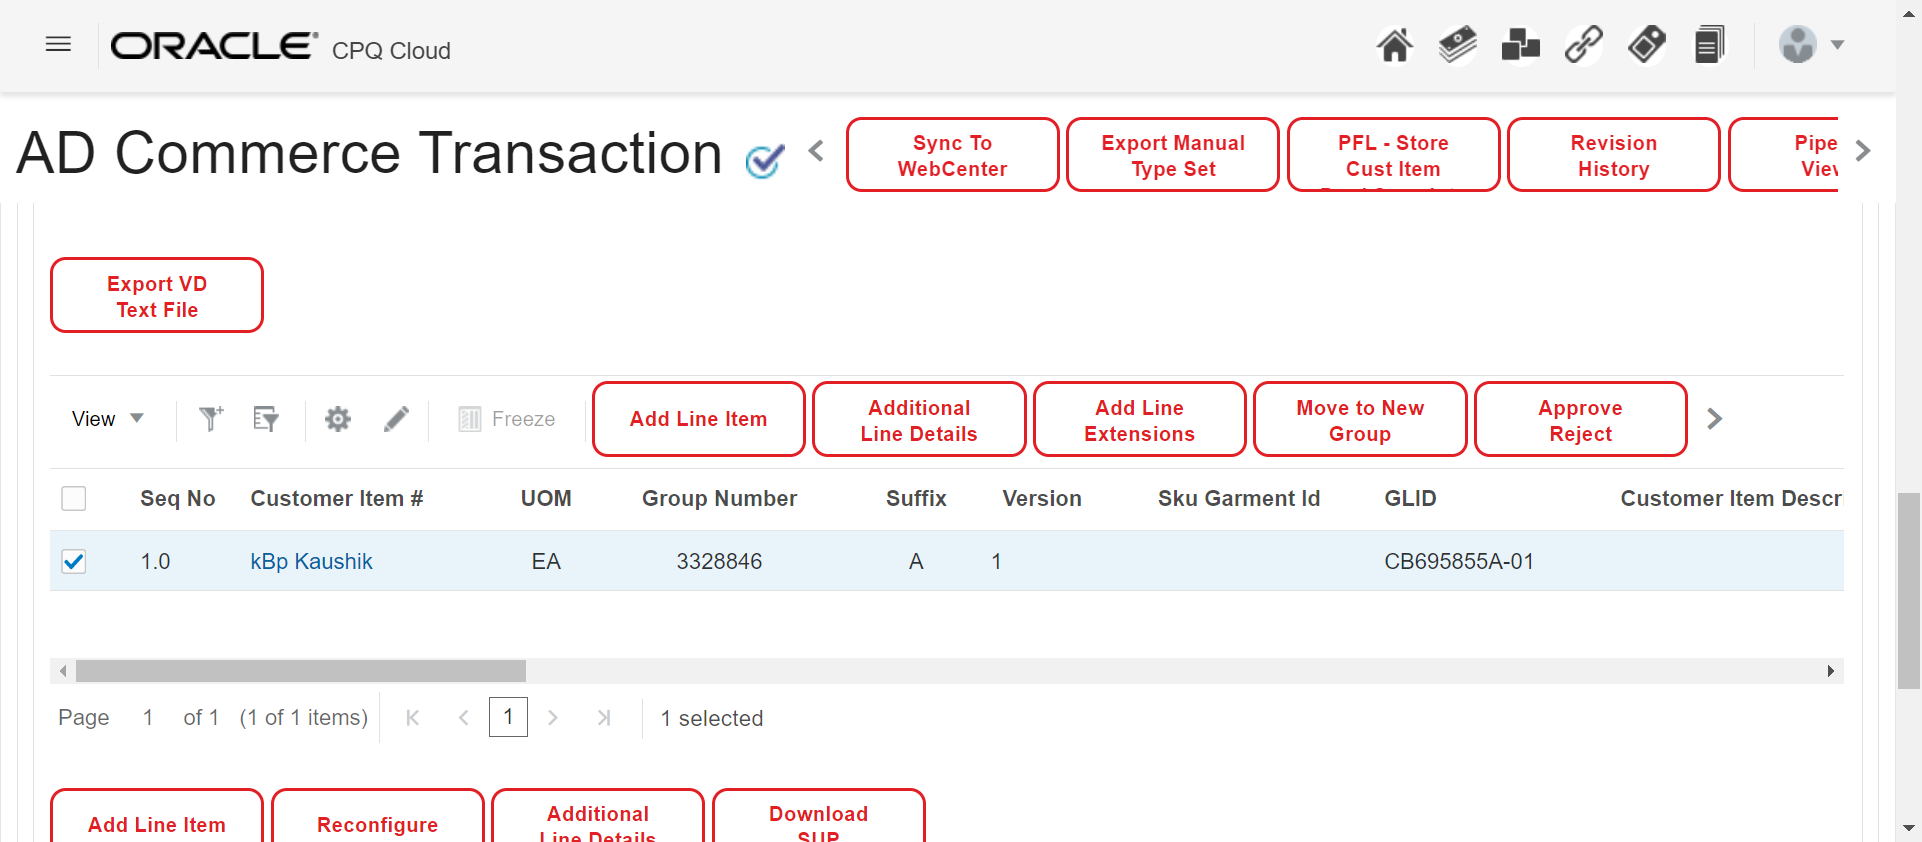 ORACLE CPQ Cloud
AD Commerce Transaction
Sync To
WebCenter
Export Manual
Type Set
PFL - Store
Cust Item
Revision
History
Pipe
Export VD
Text File
View
Freeze
Add Line Item
Additional
Line Details
Add Line
Extensions
Move to New
Group
Approve
Reject
Seq No Customer Item # UOM Group Number Suffix Version Sku Garment Id GLID Customer Item Descr
1.0 kBp Kaushik EA 3328846 A 1 CB695855A-01
Page 1 of 1 (1 of 1 items) 1 1 selected
Add Line Item
Reconfigure
Additional
Line Details
Download
SUP